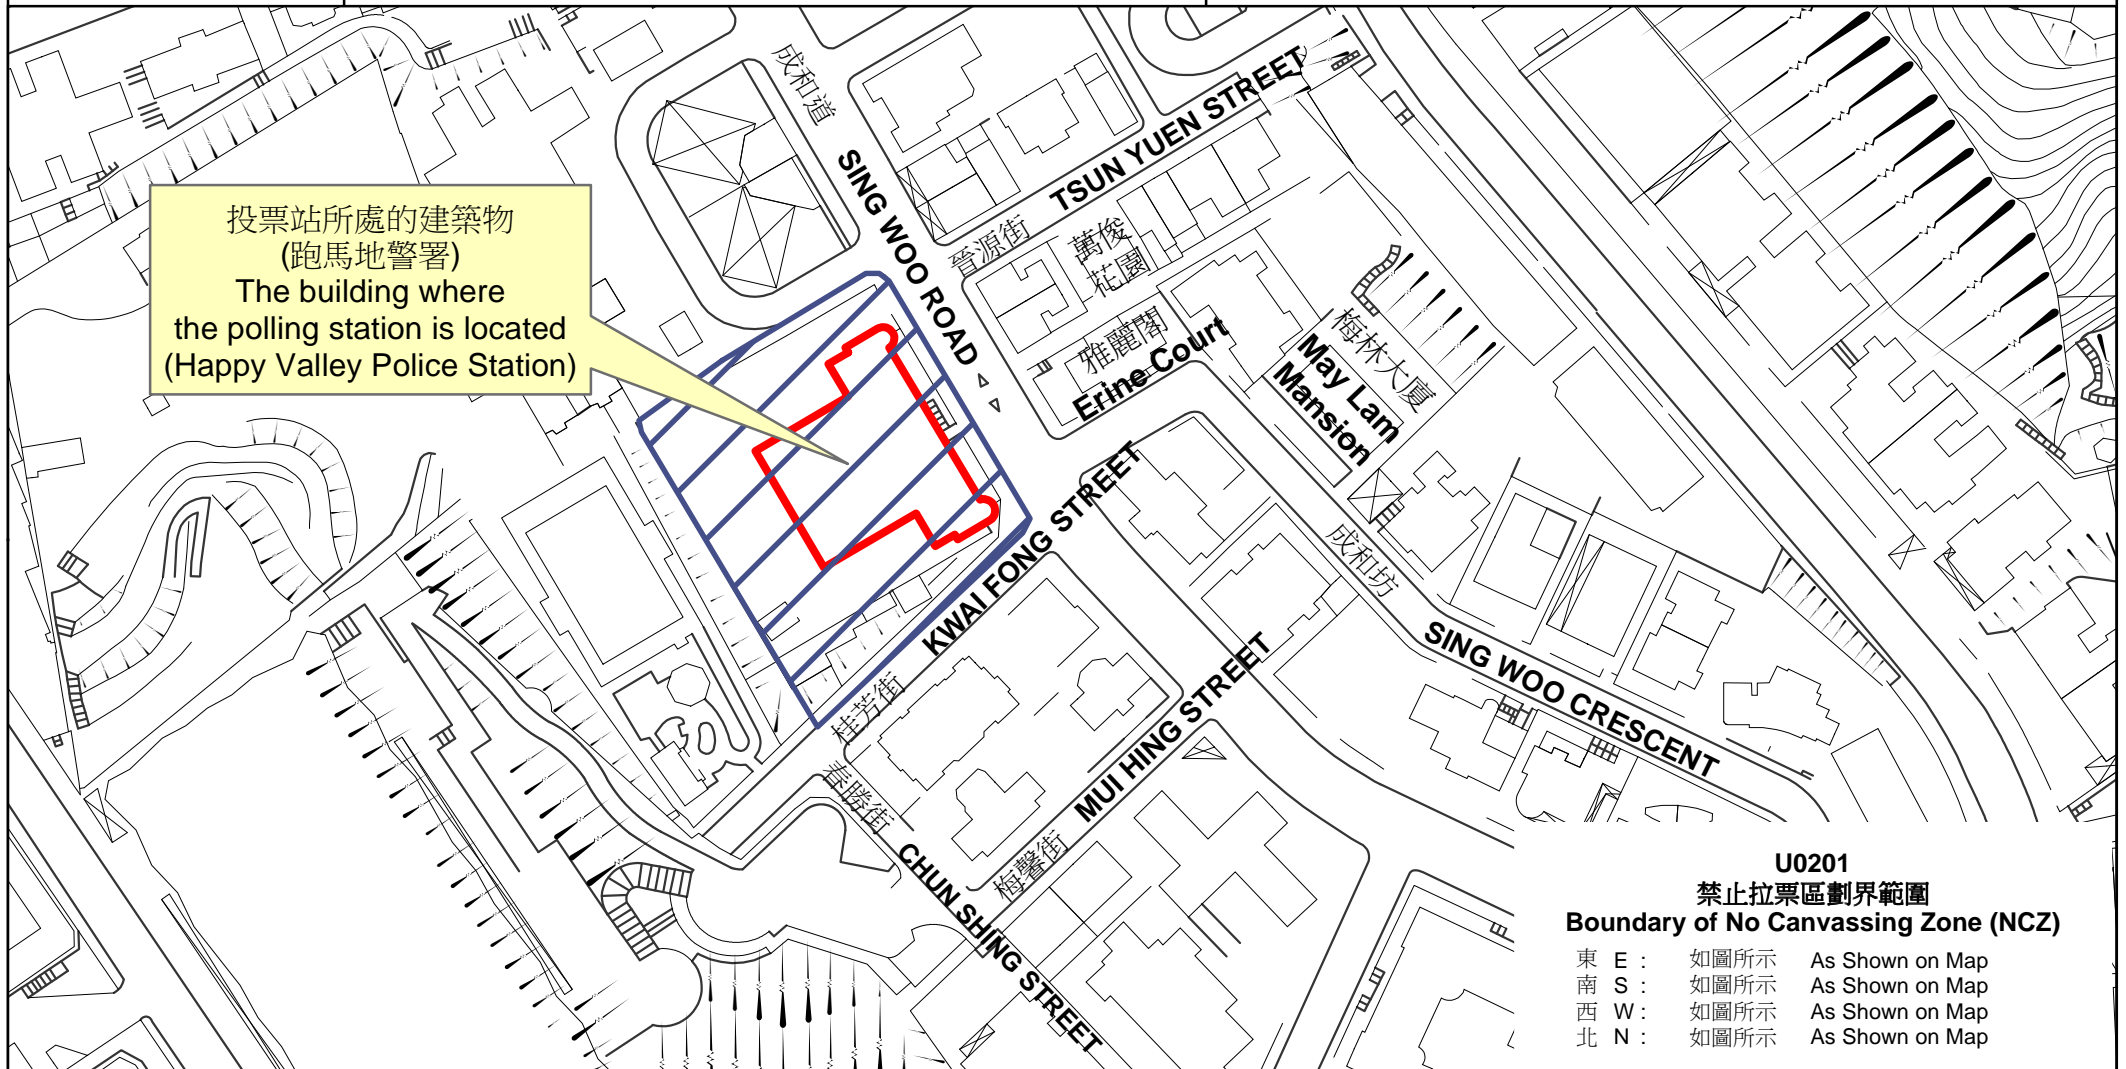 成和道
SING WOO ROAD
TSUN YUEN STREET
晉源街
投票站所處的建築物
(跑馬地警署)
The building where
the polling station is located
(Happy Valley Police Station)
萬俊
花園
雅麗閣
Erine Court
梅林大廈
May Lam
Mansion
KWAI FONG STREET
桂芳街
成和坊
SING WOO CRESCENT
MUI HING STREET
梅馨街
春勝街
CHUN SHING STREET
U0201
禁止拉票區劃界範圍
Boundary of No Canvassing Zone (NCZ)
東 E : 如圖所示 As Shown on Map
南 S : 如圖所示 As Shown on Map
西 W : 如圖所示 As Shown on Map
北 N : 如圖所示 As Shown on Map